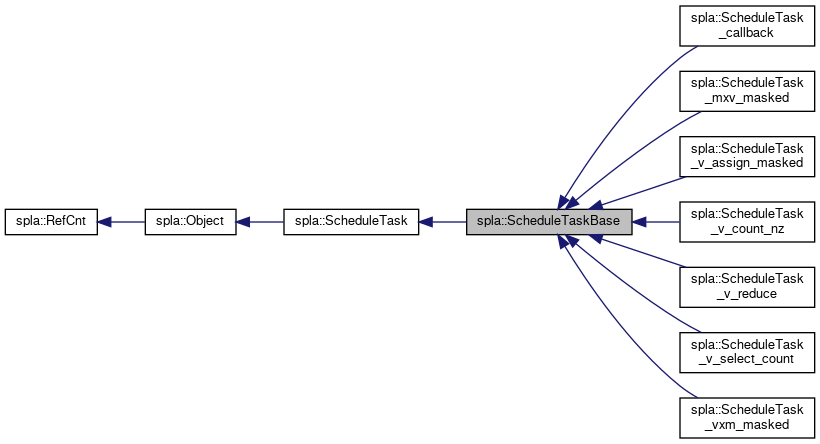 spla::RefCnt
spla::Object
spla::ScheduleTask
spla::ScheduleTaskBase
spla::ScheduleTask
_callback
spla::ScheduleTask
_mxv_masked
spla::ScheduleTask
_v_assign_masked
spla::ScheduleTask
_v_count_nz
spla::ScheduleTask
_v_reduce
spla::ScheduleTask
_v_select_count
spla::ScheduleTask
_vxm_masked